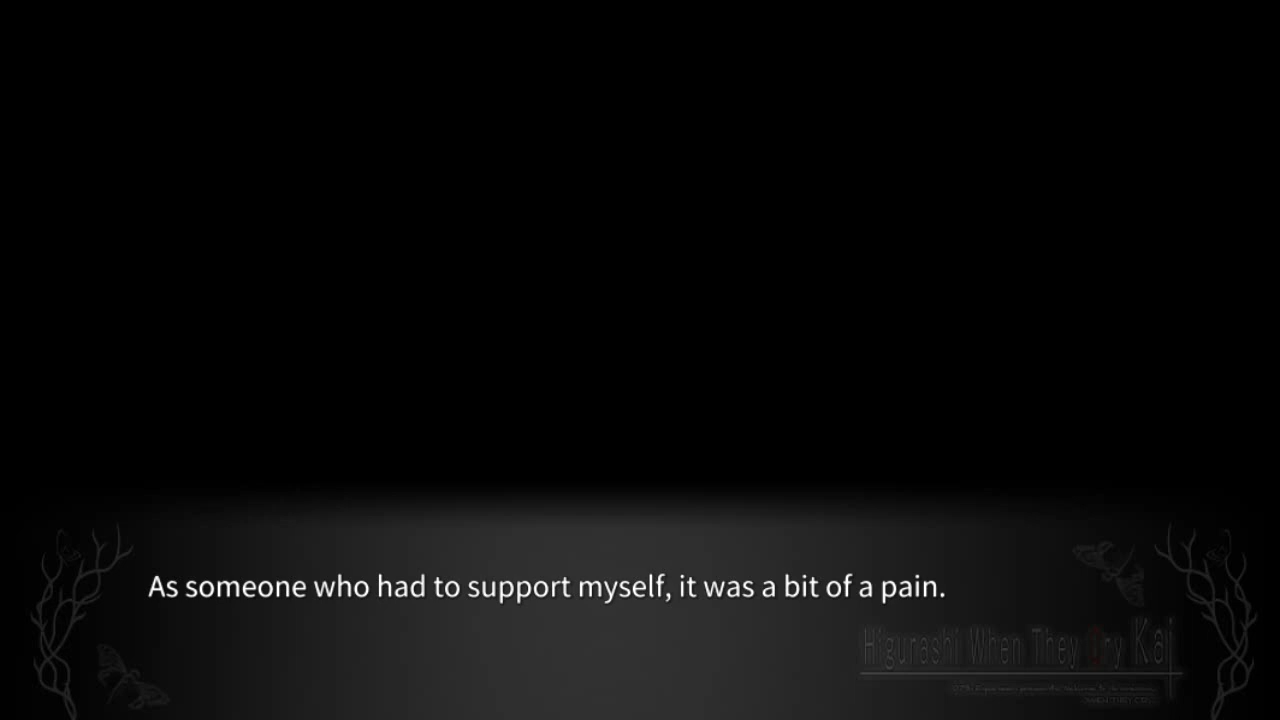 As someone who had to support myself, it was a bit of a pain.
Higurashi When They Cry Kai